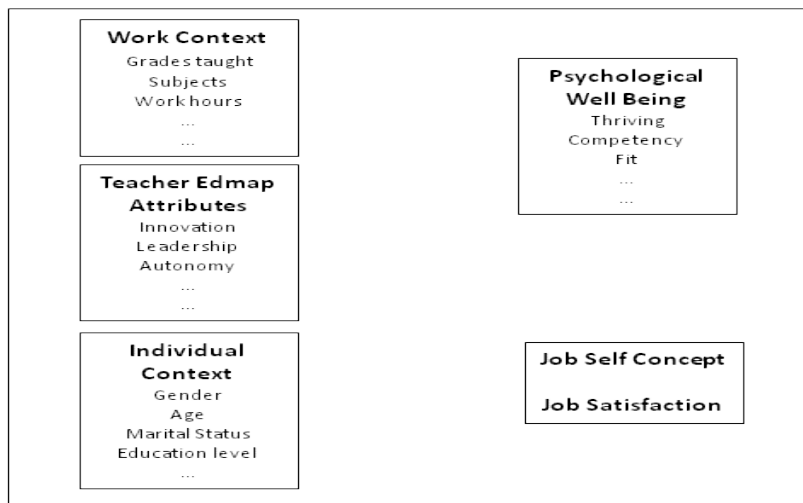 Work Context
Grades taught
Subjects
Work hours
...
...
Teacher Edmap
Attributes
Innovation
Leadership
Autonomy
...
...
Individual
Context
Gender
Age
Marital Status
Education level
...
Psychological
Well Being
Thriving
Competency
Fit
...
...
Job Self Concept
Job Satisfaction